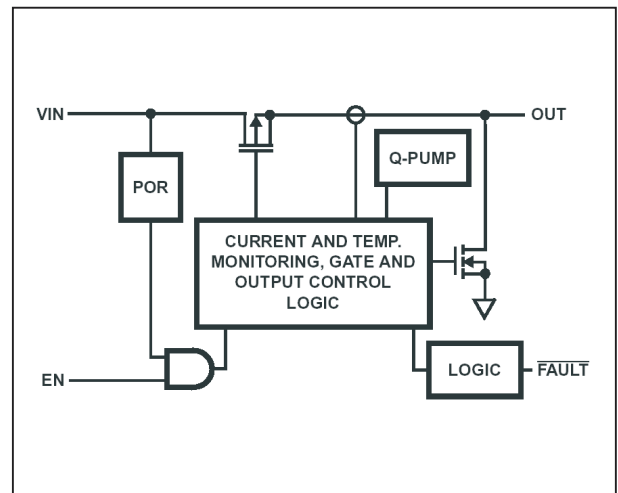 VIN
OUT
Q-PUMP
POR
CURRENT AND TEMP.
MONITORING, GATE AND
OUTPUT CONTROL
LOGIC
EN
LOGIC
FAULT